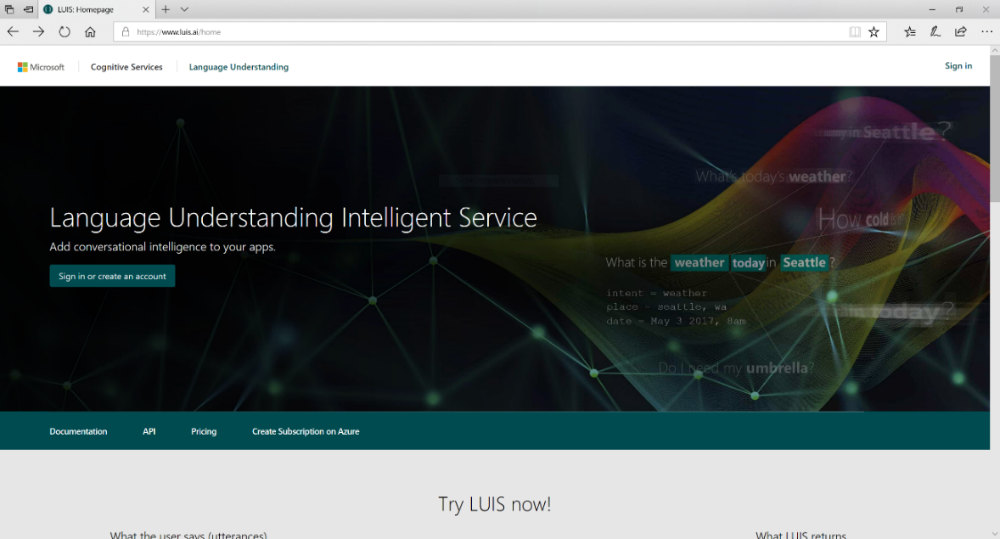 LUIS: Homepage
https://www.luis.ai/home
Microsoft
Cognitive Services
Language Understanding
Sign in
in Seattle?
What's today's weather?
How cold is it?
Language Understanding Intelligent Service
Add conversational intelligence to your apps.
Sign in or create an account
What is the weather today in Seattle ?
intent = weather
place - seattle, wa
date = May 3 2017, 8am
today?
Do I need my umbrella?
Documentation
API
Pricing
Create Subscription on Azure
Try LUIS now!
What the user says (utterances)
What LUIS returns